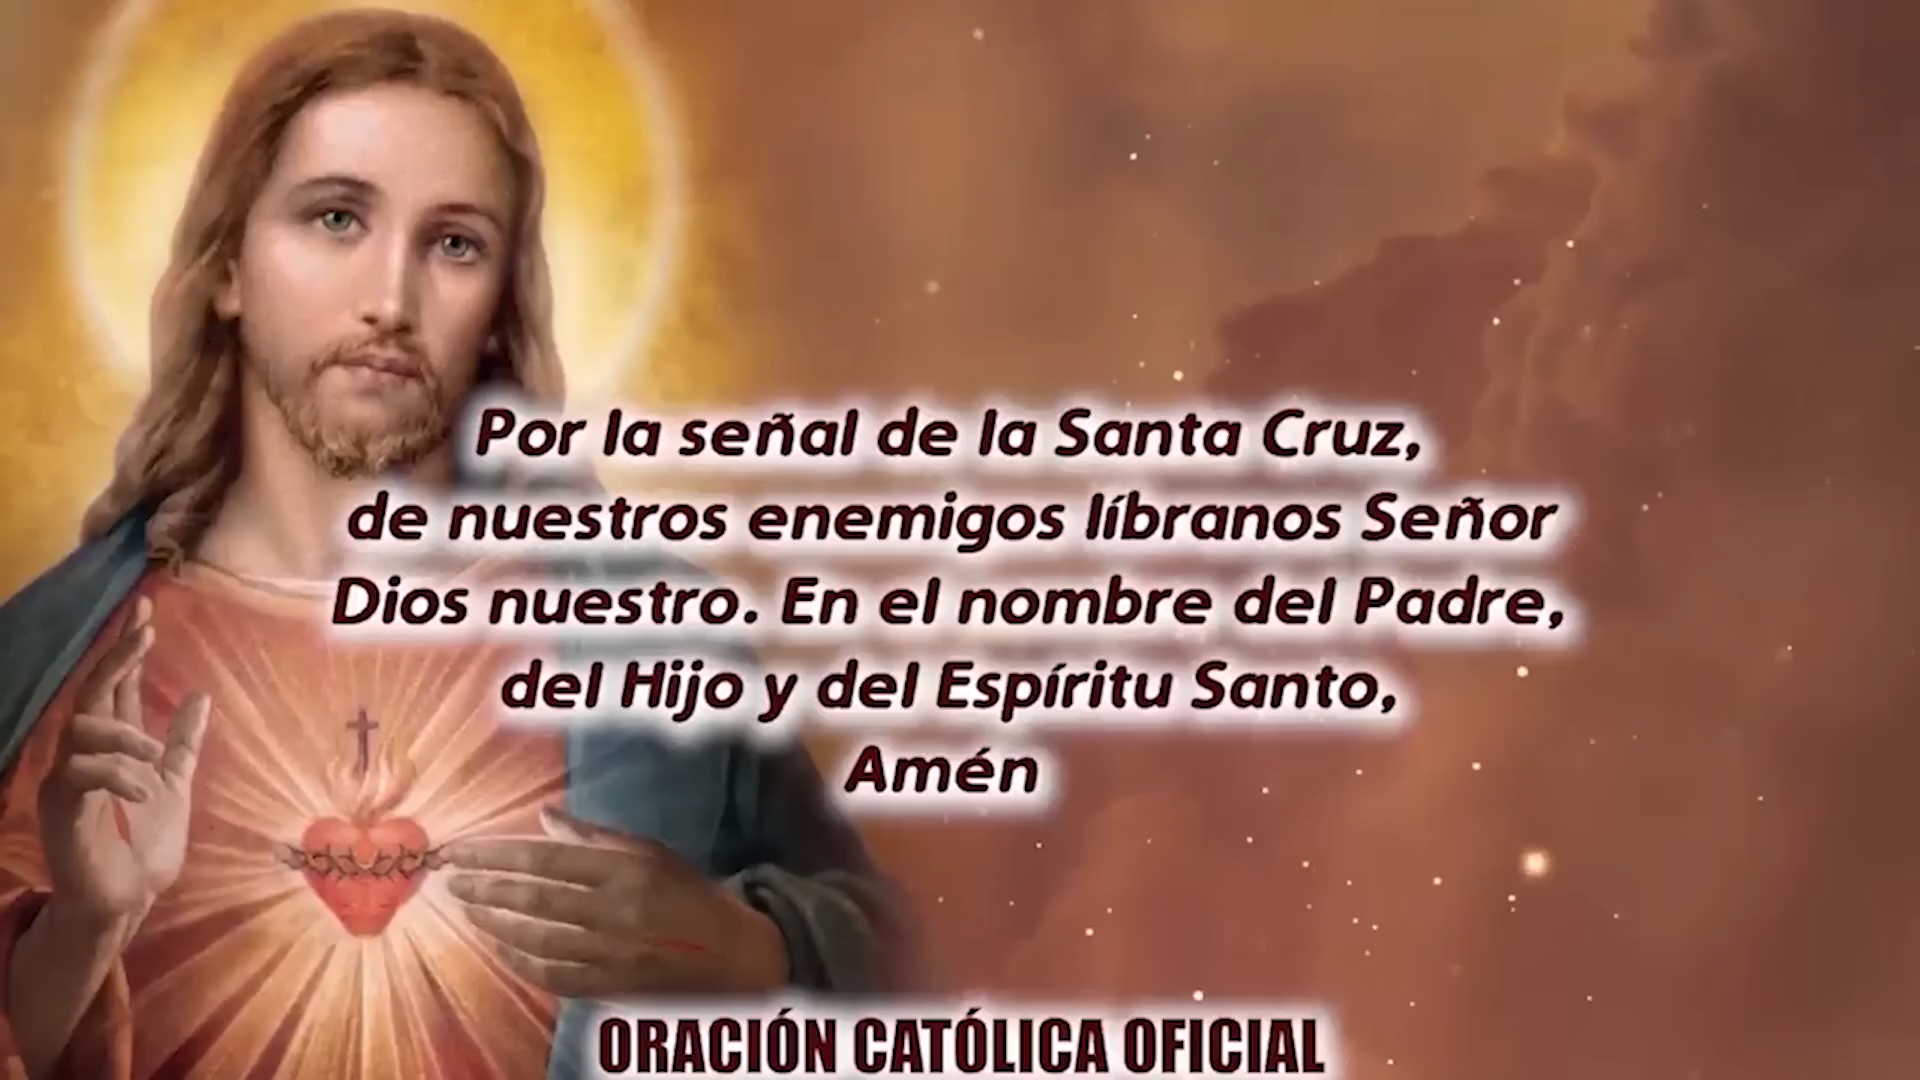 Por la señal de la Santa Cruz,
de nuestros enemigos líbranos Señor
Dios nuestro. En el nombre del Padre,
del Hijo y del Espíritu Santo,
Amén
ORACIÓN CATÓLICA OFICIAL